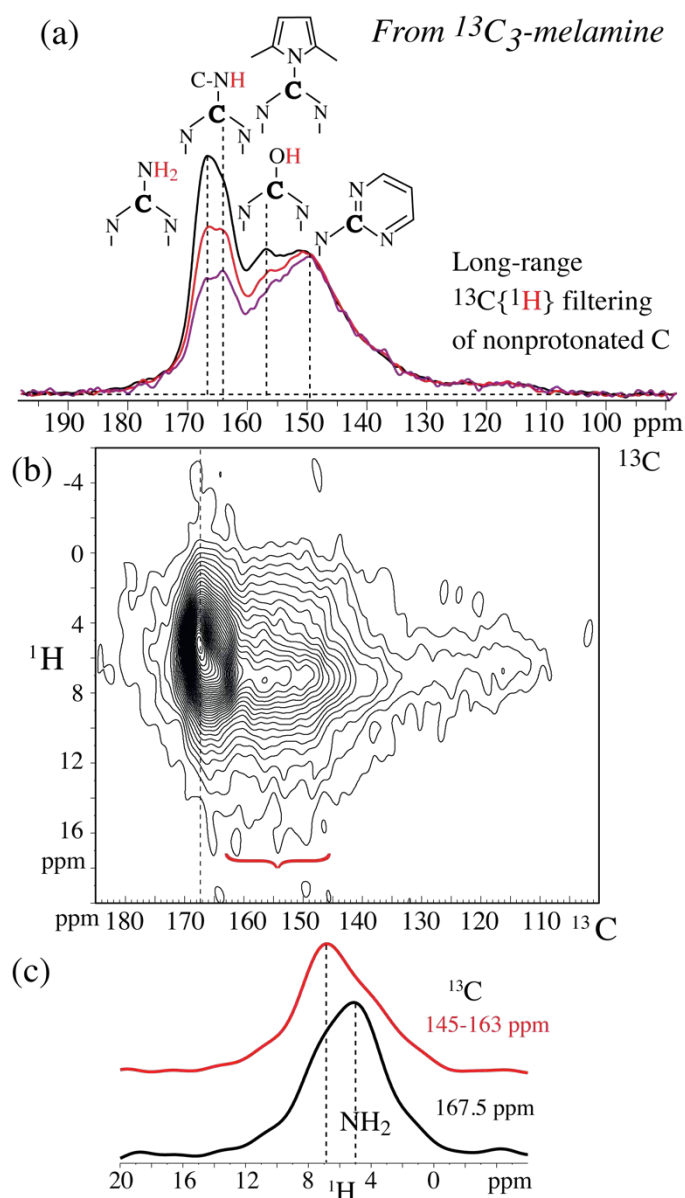 (a)
From ¹³C₃-melamine
N
C-NH
C
N
N
N
C
N
N
NH₂
C
N
N
OH
C
N
N
N
N
C
N
N
Long-range
¹³C{¹H} filtering
of nonprotonated C
190 180 170 160 150 140 130 120 ppm 100
¹³C
(b)
-4
0
4
¹H
8
12
16
ppm
ppm 180 170 160 150 140 130 120 110 ¹³C
(c)
¹³C
145-163 ppm
167.5 ppm
NH₂
20 16 12 8 ¹H 4 0 ppm